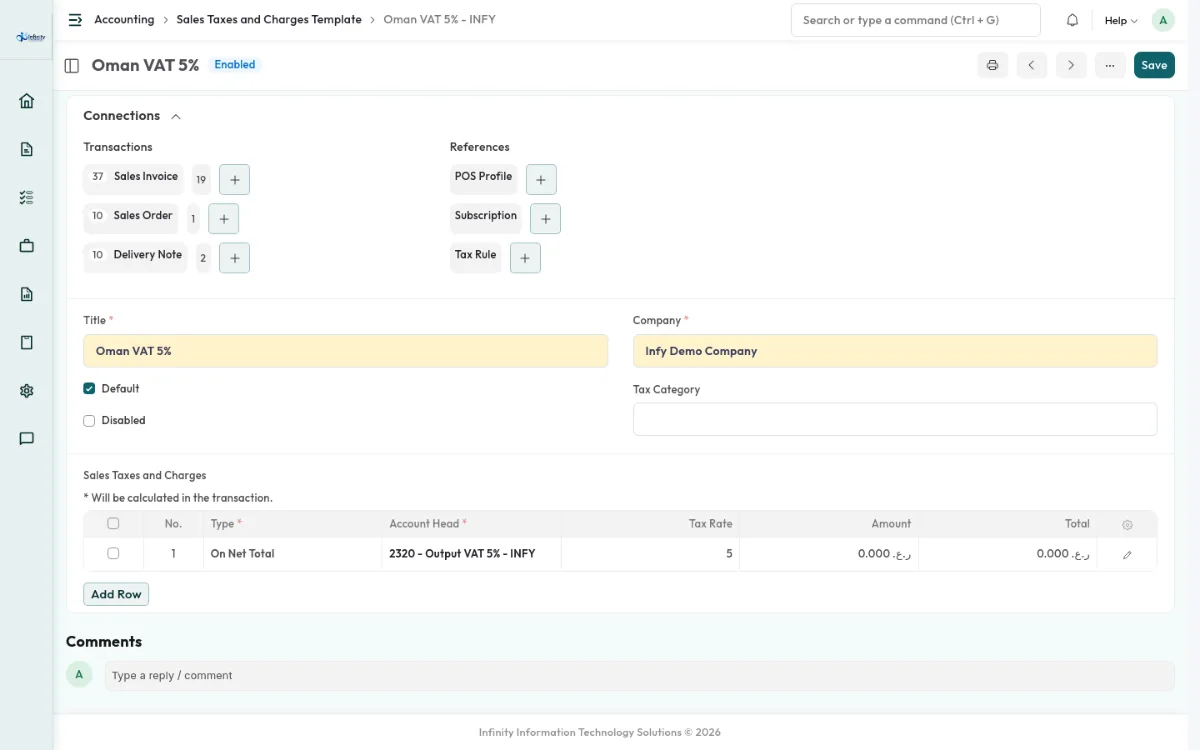 Infinity
Accounting > Sales Taxes and Charges Template > Oman VAT 5% - INFY
Search or type a command (Ctrl + G)
Help
A
Oman VAT 5%
Enabled
...
Save
Connections
Transactions
References
37 Sales Invoice 19 +
POS Profile +
10 Sales Order 1 +
Subscription +
10 Delivery Note 2 +
Tax Rule +
Title *
Company *
Oman VAT 5%
Infy Demo Company
Default
Tax Category
Disabled
Sales Taxes and Charges
* Will be calculated in the transaction.
No. Type * Account Head * Tax Rate Amount Total
1 On Net Total 2320 - Output VAT 5% - INFY 5 ر.ع. 0.000 ر.ع. 0.000
Add Row
Comments
A
Type a reply / comment
Infinity Information Technology Solutions © 2026